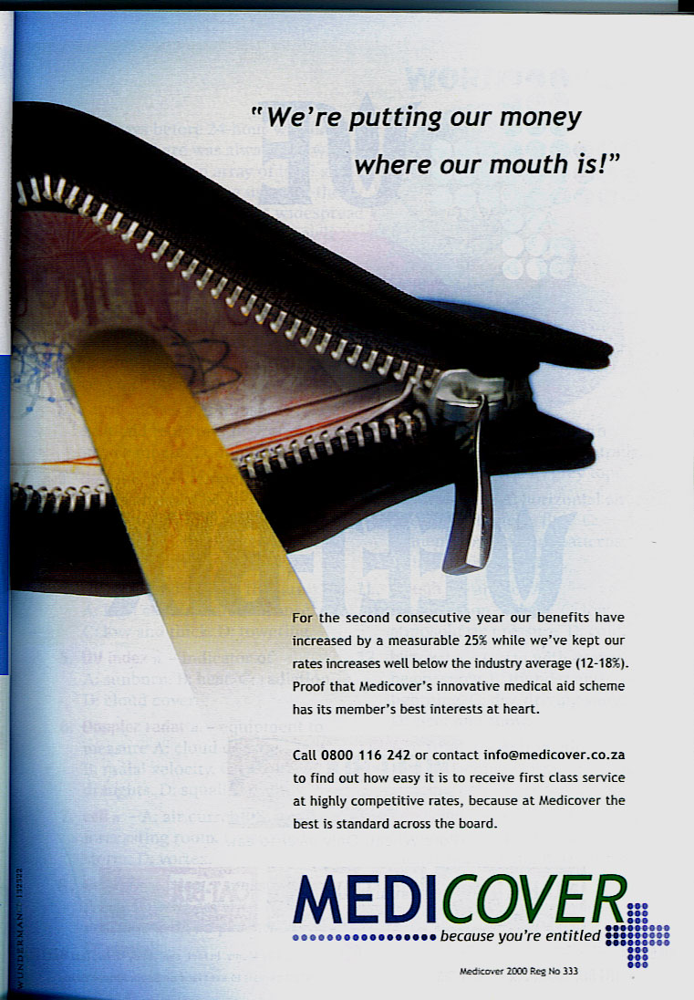 “We’re putting our money
where our mouth is!”
For the second consecutive year our benefits have
increased by a measurable 25% while we’ve kept our
rates increases well below the industry average (12-18%).
Proof that Medicover’s innovative medical aid scheme
has its member’s best interests at heart.
Call 0800 116 242 or contact info@medicover.co.za
to find out how easy it is to receive first class service
at highly competitive rates, because at Medicover the
best is standard across the board.
MEDICOVER
because you’re entitled
Medicover 2000 Reg No 333